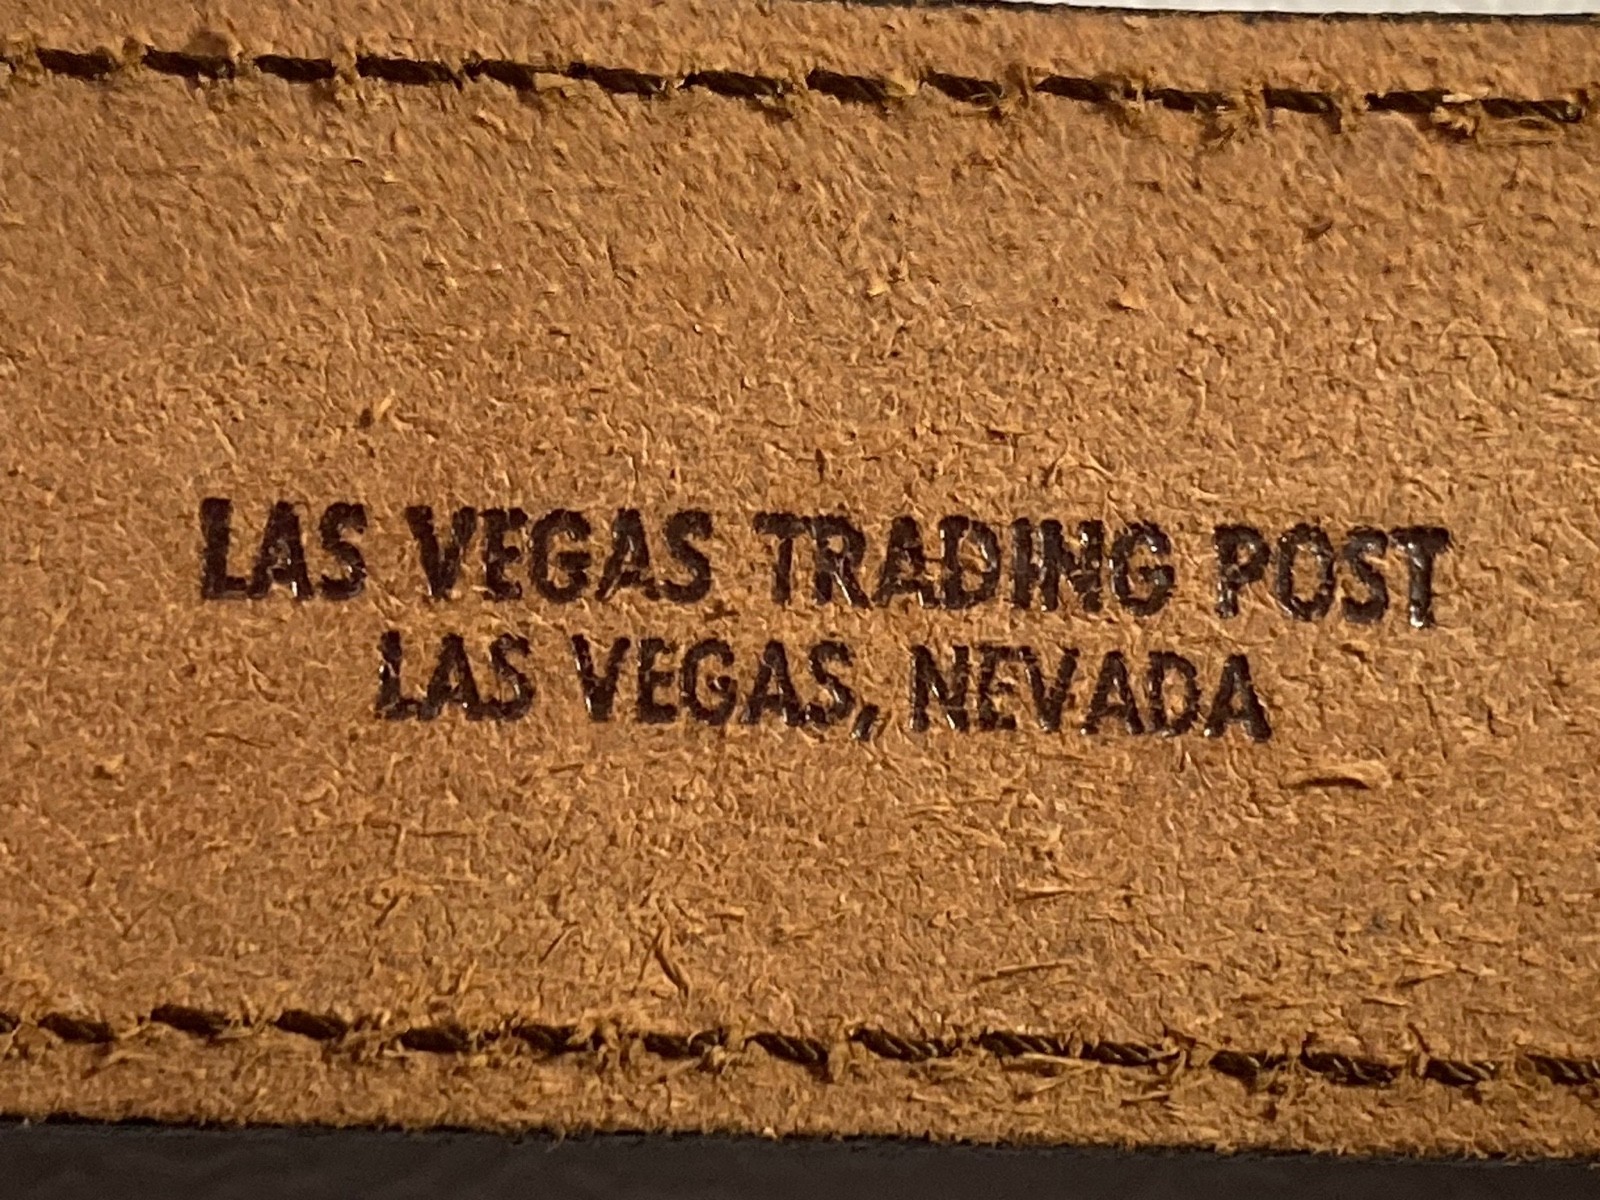 LAS VEGAS TRADING POST
LAS VEGAS, NEVADA